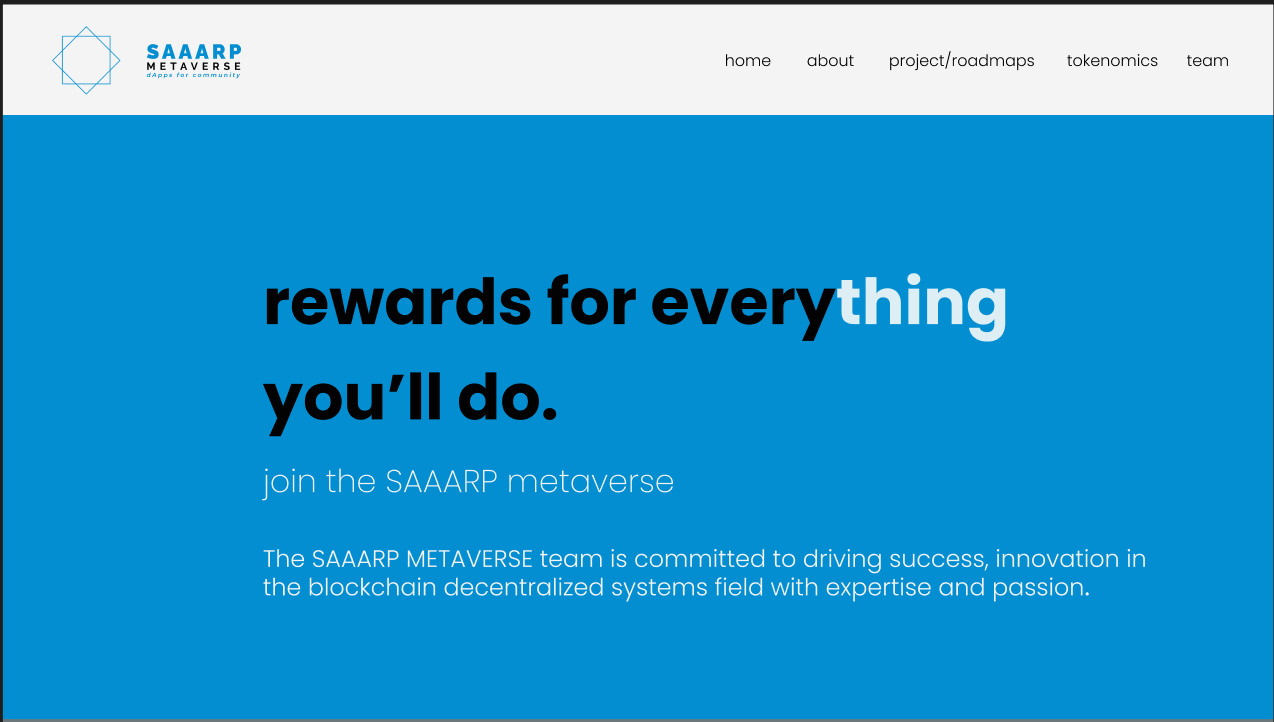 SAAARP
METAVERSE
dApps for community
home about project/roadmaps tokenomics team
rewards for everything
you’ll do.
join the SAAARP metaverse
The SAAARP METAVERSE team is committed to driving success, innovation in
the blockchain decentralized systems field with expertise and passion.